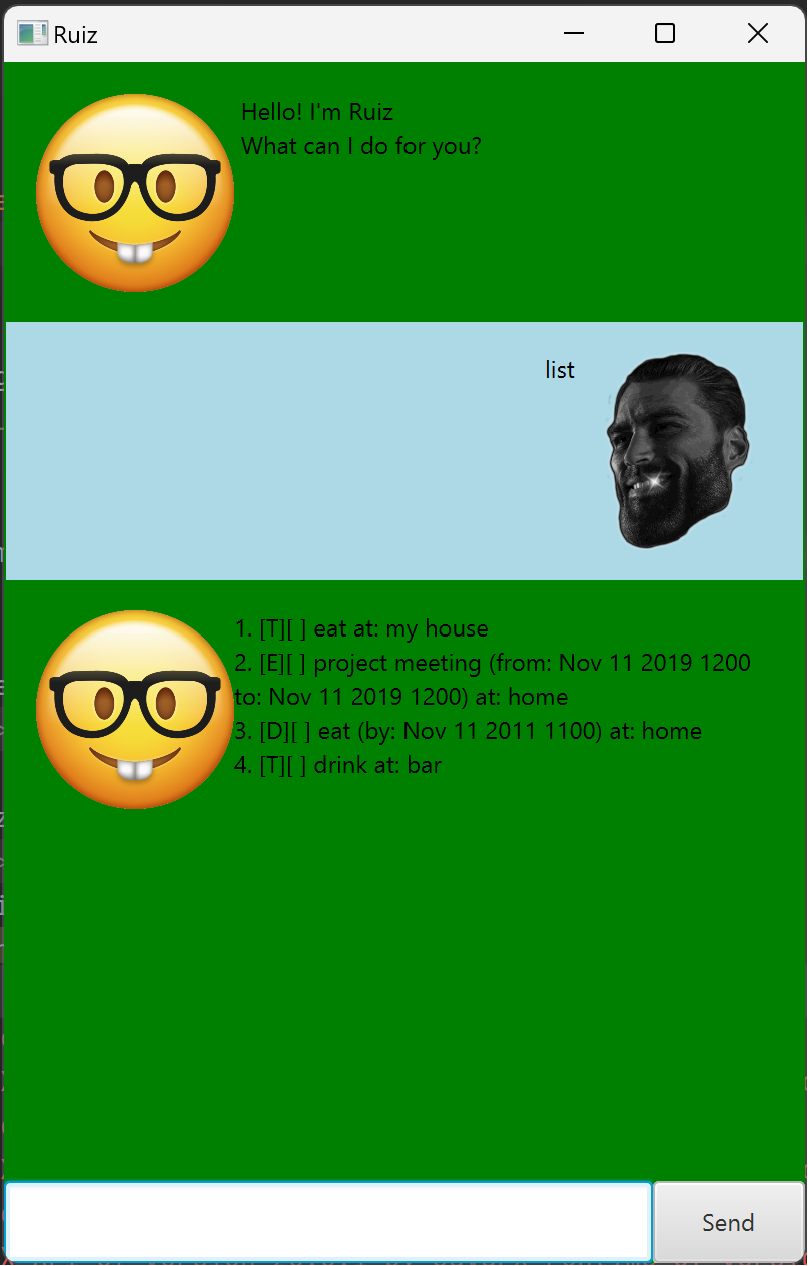 Ruiz
Hello! I'm Ruiz
What can I do for you?
list
1. [T][ ] eat at: my house
2. [E][ ] project meeting (from: Nov 11 2019 1200
to: Nov 11 2019 1200) at: home
3. [D][ ] eat (by: Nov 11 2011 1100) at: home
4. [T][ ] drink at: bar
Send